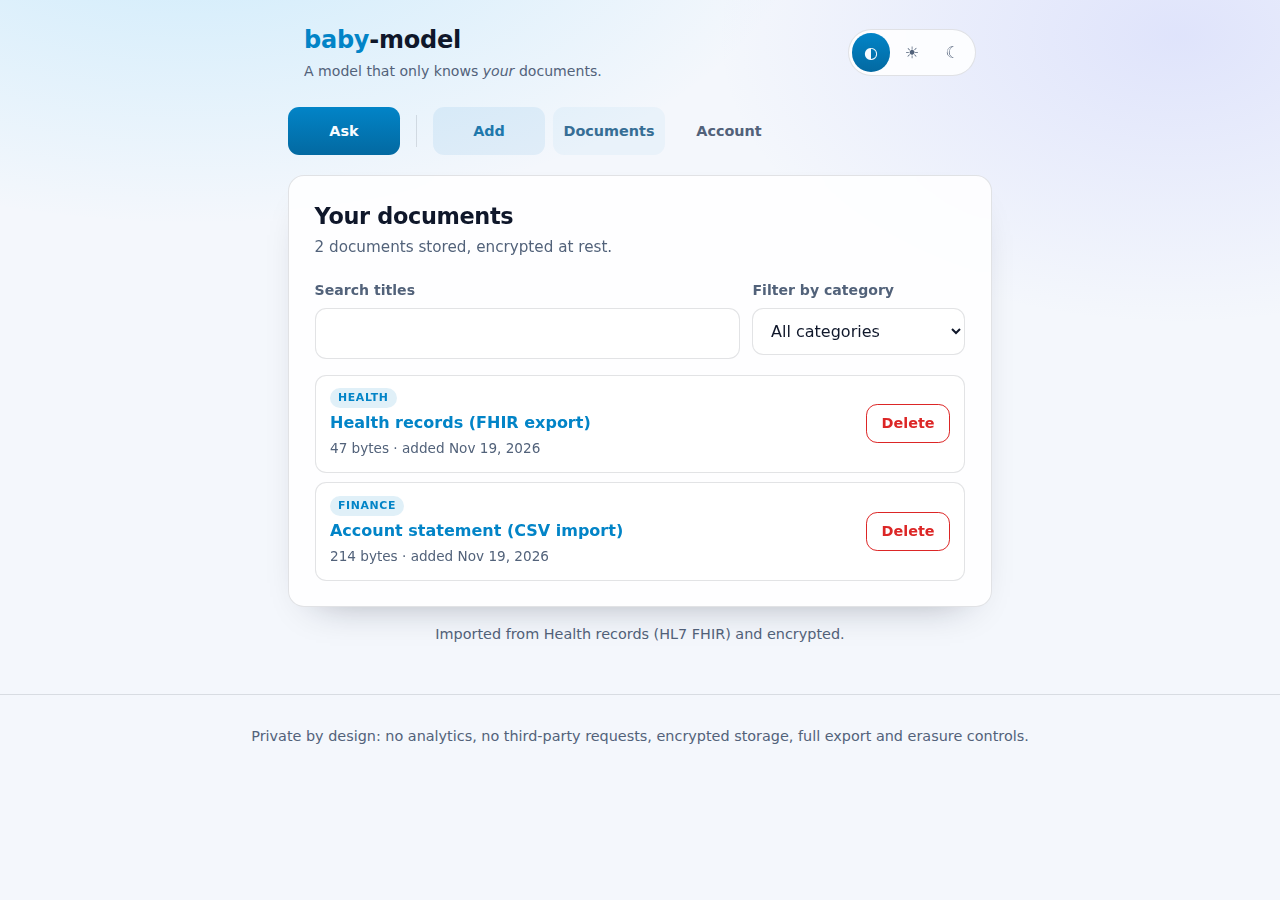 baby-model
A model that only knows your documents.
Ask
Add
Documents
Account
Your documents
2 documents stored, encrypted at rest.
Search titles
Filter by category
All categories
HEALTH
Health records (FHIR export)
47 bytes · added Nov 19, 2026
Delete
FINANCE
Account statement (CSV import)
214 bytes · added Nov 19, 2026
Delete
Imported from Health records (HL7 FHIR) and encrypted.
Private by design: no analytics, no third-party requests, encrypted storage, full export and erasure controls.